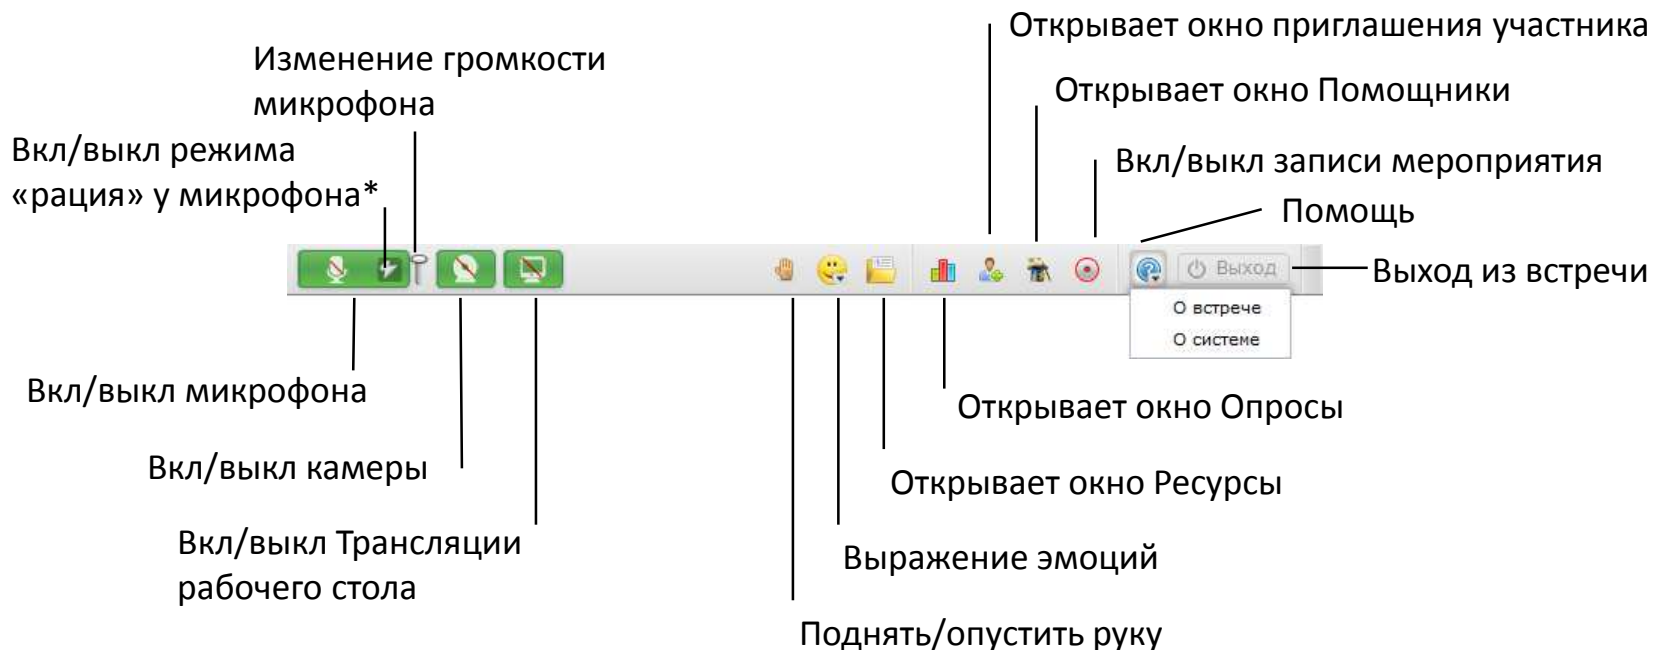 Открывает окно приглашения участника
Изменение громкости
микрофона
Открывает окно Помощники
Вкл/выкл режима
«рация» у микрофона*
Вкл/выкл записи мероприятия
Помощь
Выход
Выход из встречи
О встрече
О системе
Вкл/выкл микрофона
Открывает окно Опросы
Вкл/выкл камеры
Открывает окно Ресурсы
Вкл/выкл Трансляции
рабочего стола
Выражение эмоций
Поднять/опустить руку